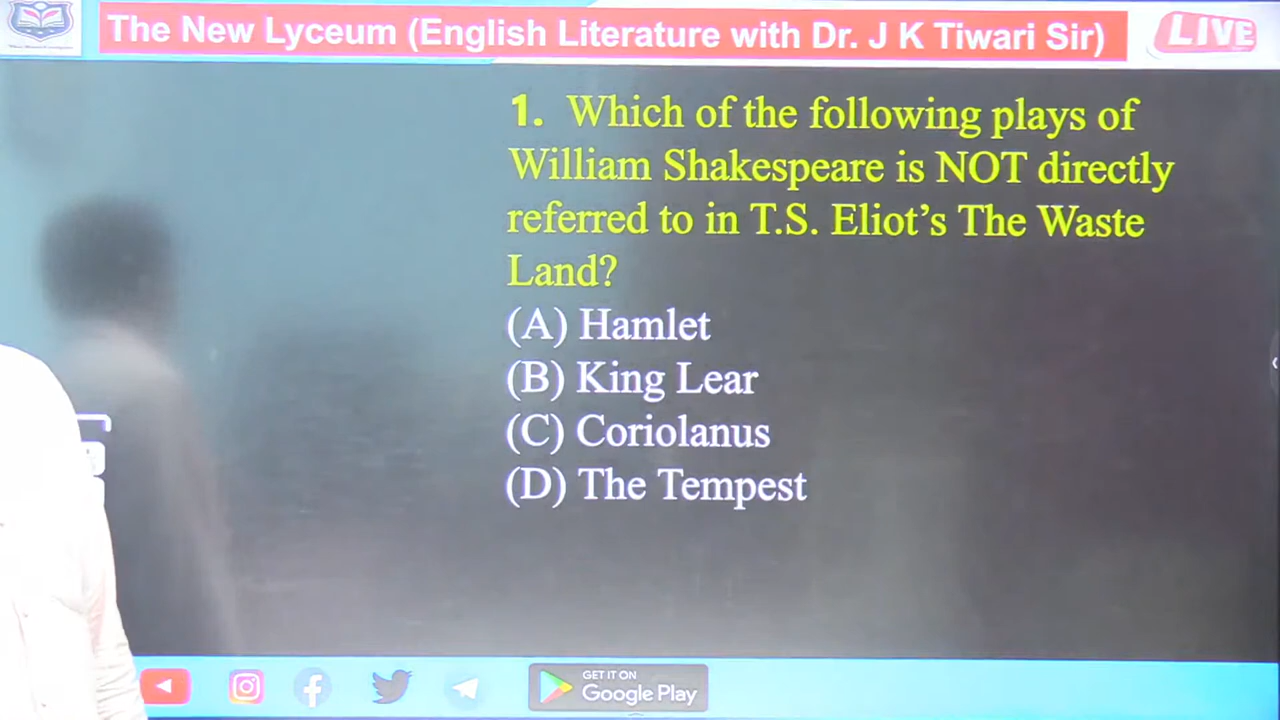 The New Lyceum (English Literature with Dr. J K Tiwari Sir)
LIVE
1. Which of the following plays of
William Shakespeare is NOT directly
referred to in T.S. Eliot's The Waste
Land?
(A) Hamlet
(B) King Lear
(C) Coriolanus
(D) The Tempest
GET IT ON
Google Play